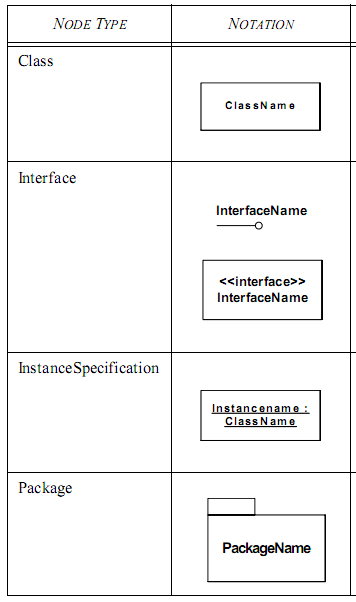 NODE TYPE NOTATION
Class
ClassName
Interface
InterfaceName
<<interface>>
InterfaceName
InstanceSpecification
Instancename :
ClassName
Package
PackageName